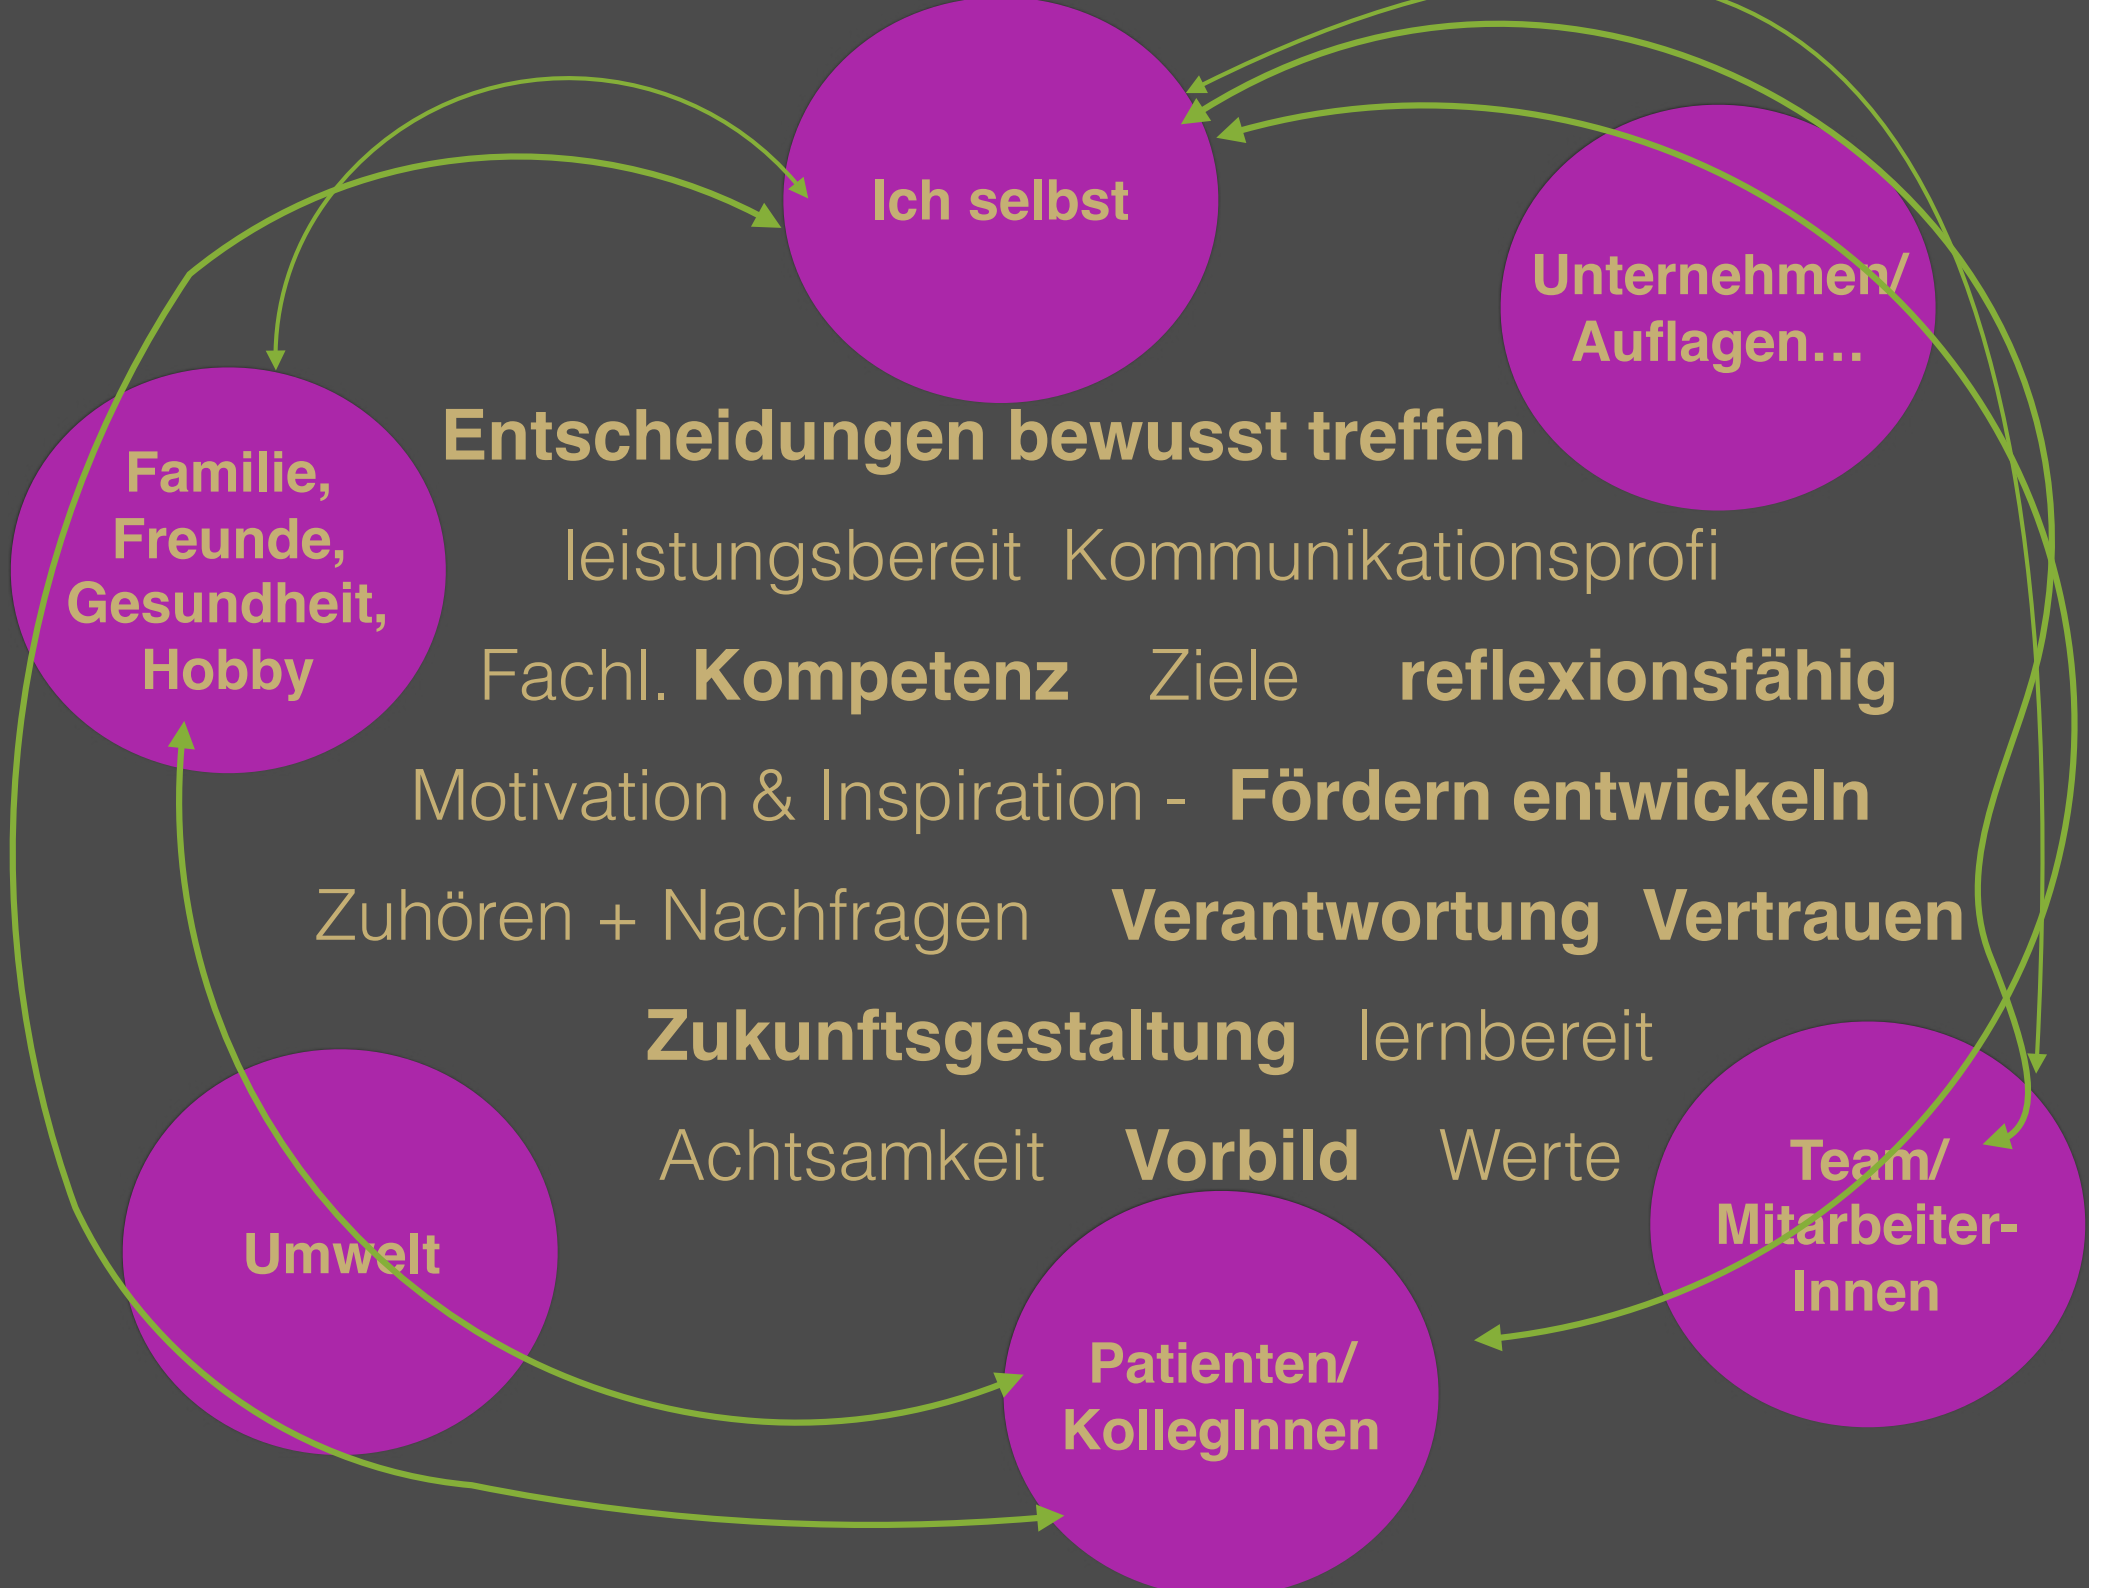 Ich selbst
Unternehmen/
Auflagen…
Familie,
Freunde,
Gesundheit,
Hobby
Entscheidungen bewusst treffen
leistungsbereit Kommunikationsprofi
Fachl. Kompetenz Ziele reflexionsfähig
Motivation & Inspiration - Fördern entwickeln
Zuhören + Nachfragen Verantwortung Vertrauen
Zukunftsgestaltung lernbereit
Achtsamkeit Vorbild Werte
Umwelt
Team/
Mitarbeiter-
Innen
Patienten/
KollegInnen